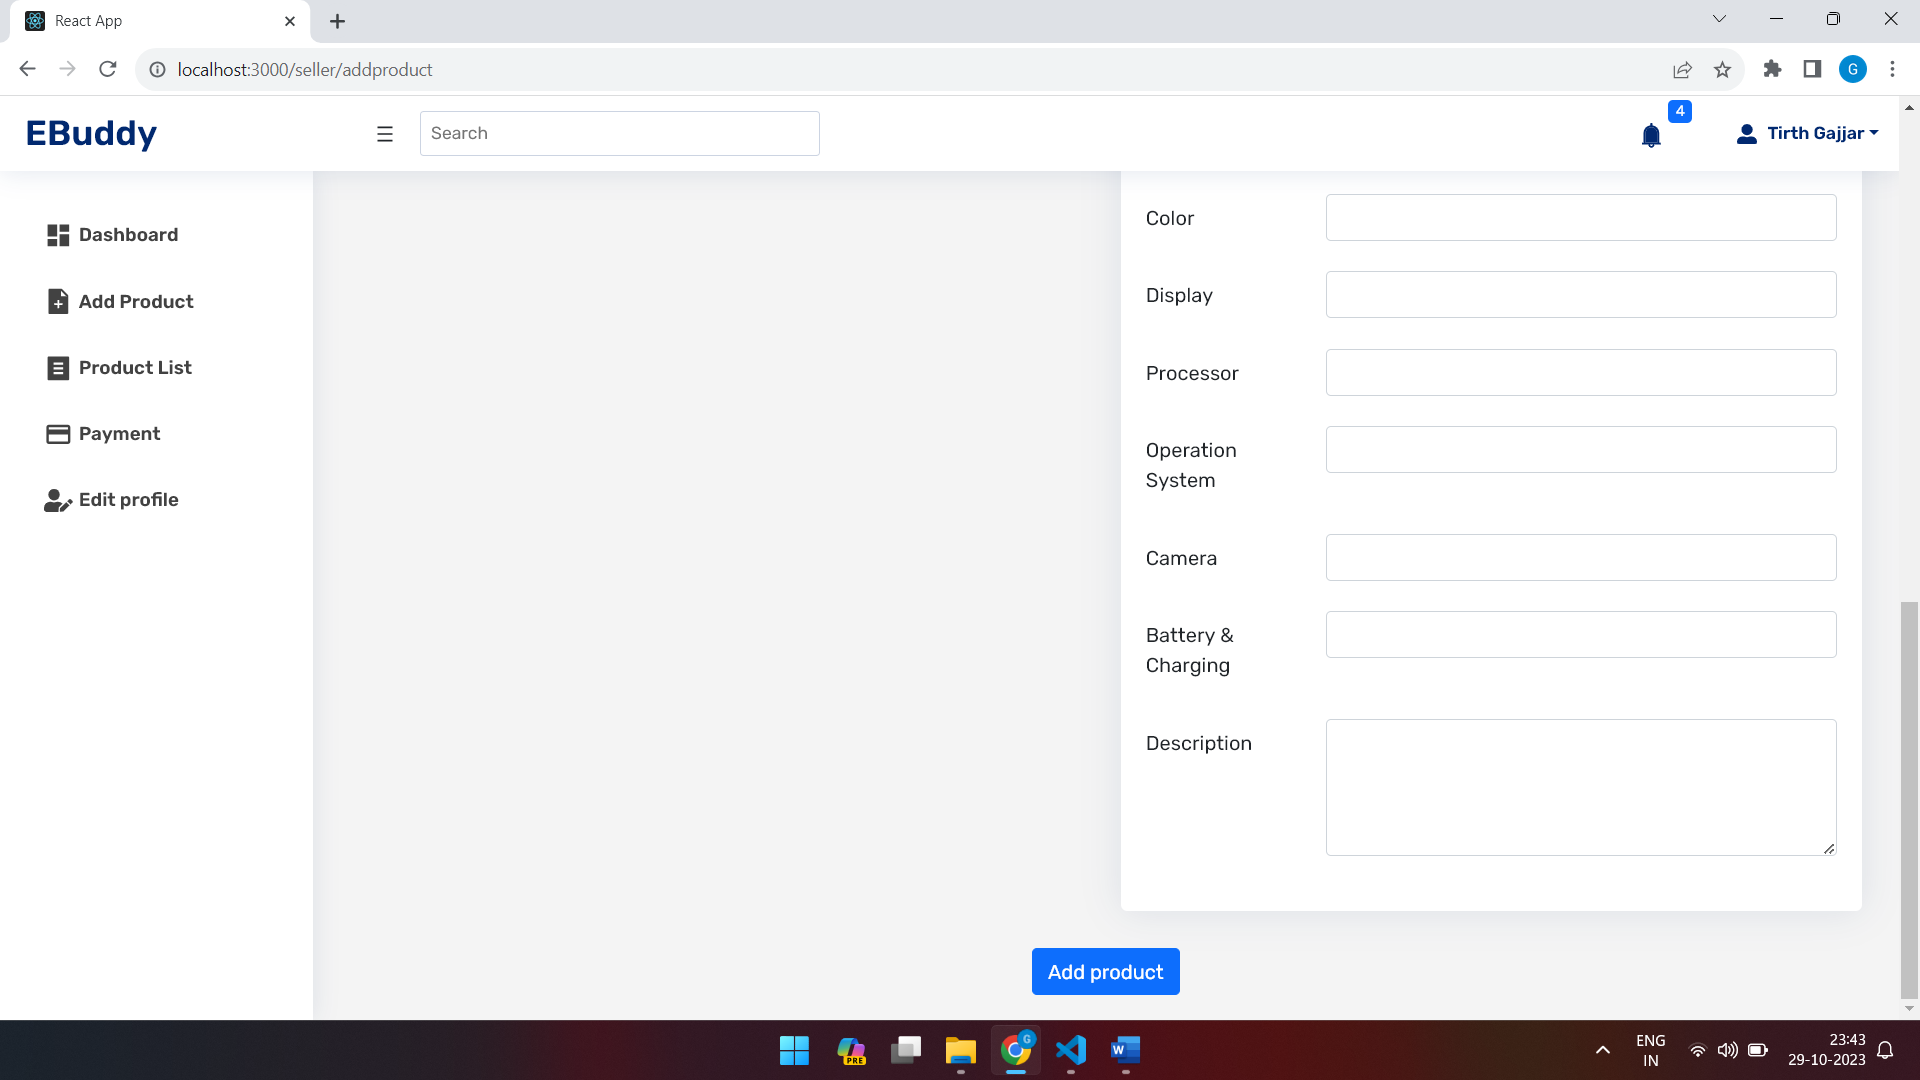 React App
localhost:3000/seller/addproduct
G
EBuddy
Search
4
Tirth Gajjar
Dashboard
Add Product
Product List
Payment
Edit profile
Color
Display
Processor
Operation
System
Camera
Battery &
Charging
Description
Add product
PRE
G
W
ENG
IN
23:43
29-10-2023